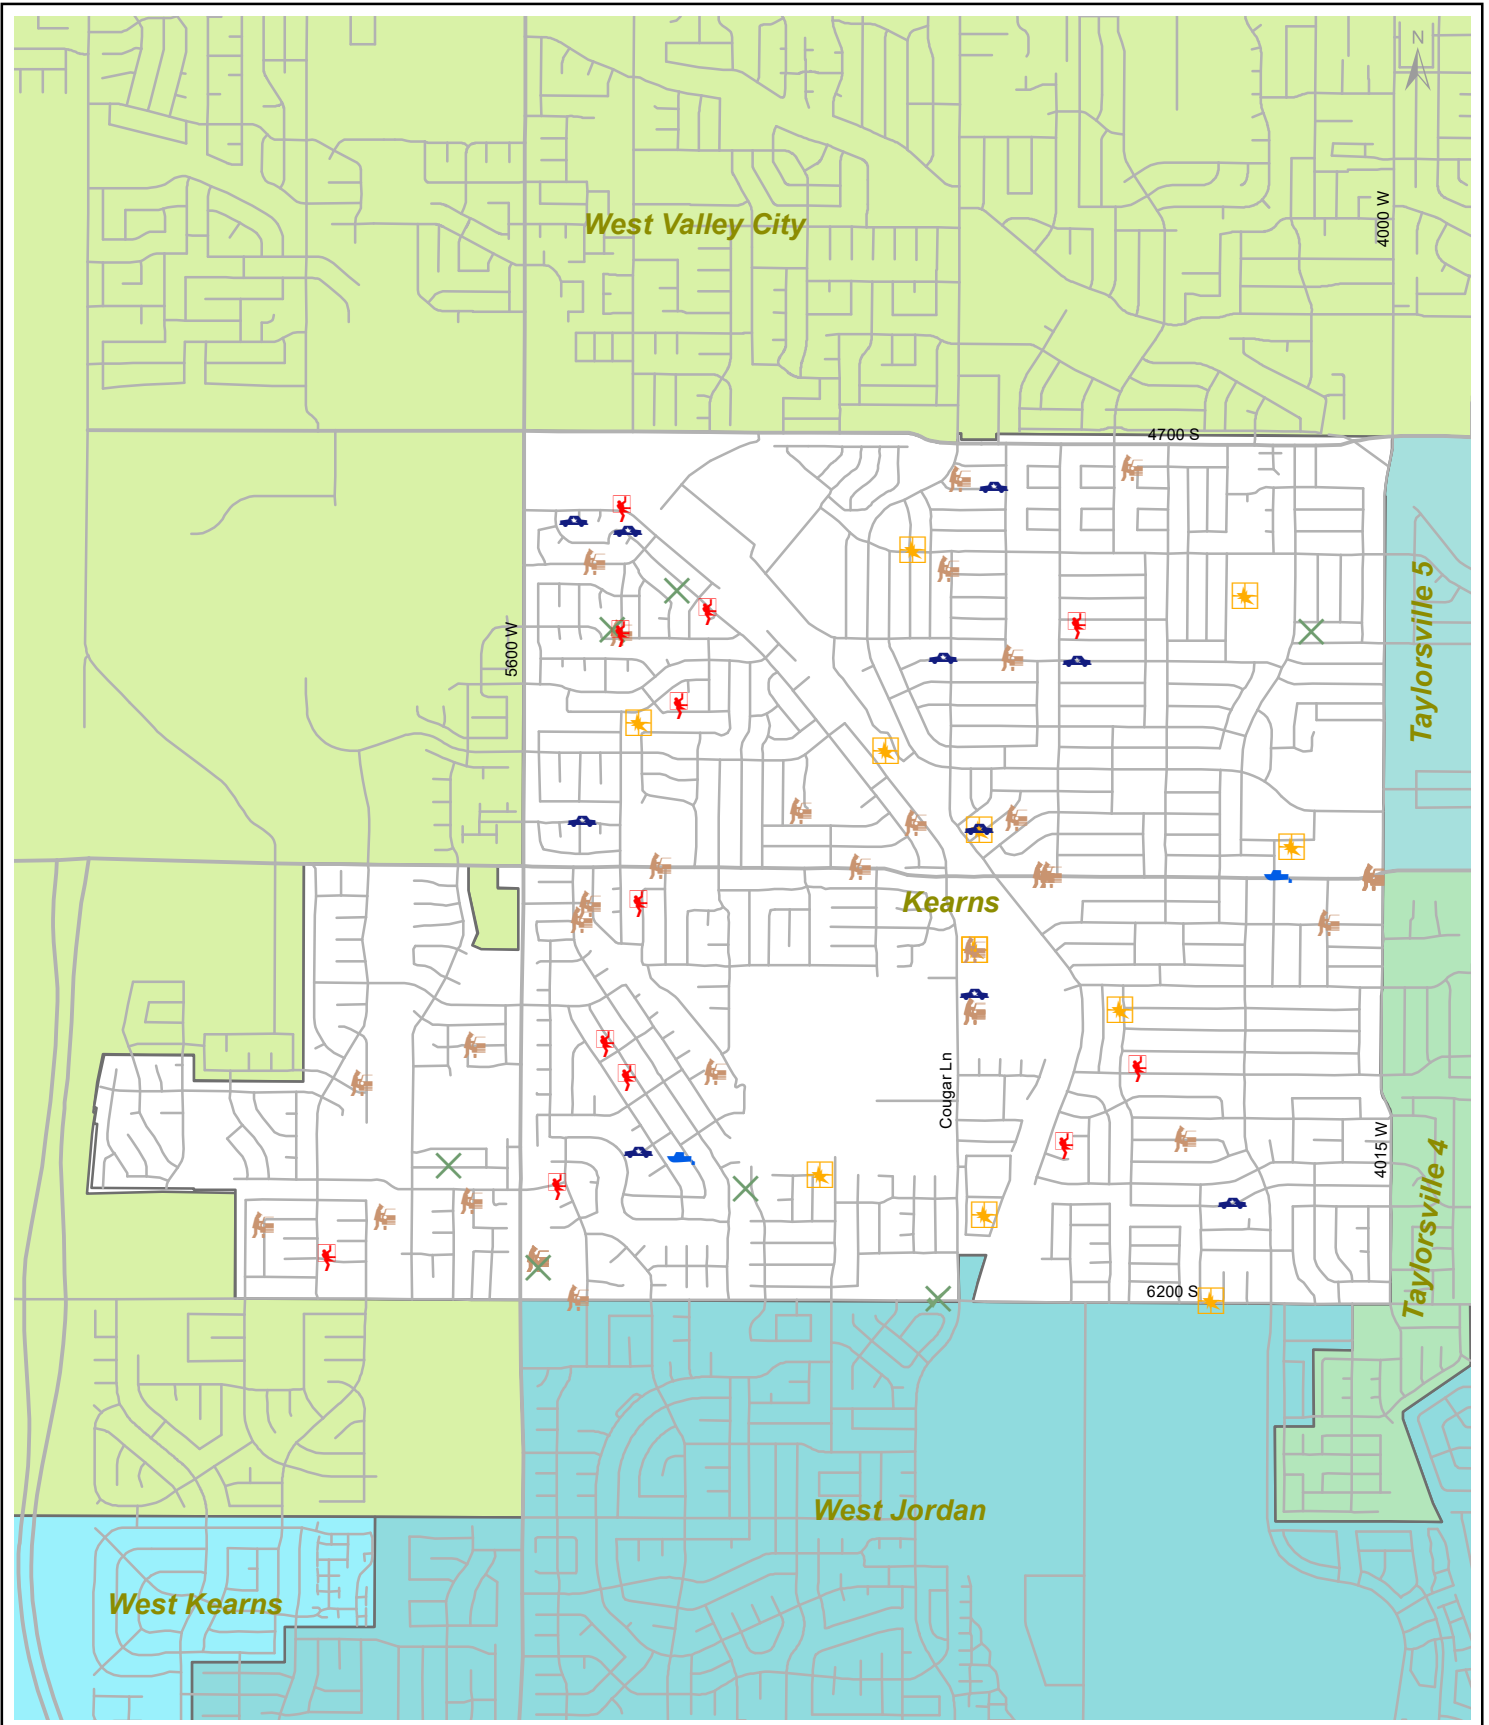 N
4000 W
West Valley City
4700 S
Taylorsville 5
5600 W
Kearns
Cougar Ln
4015 W
Taylorsville 4
6200 S
West Jordan
West Kearns